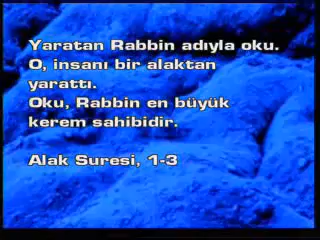 Yaratan Rabbin adıyla oku.
O, insanı bir alaktan
yarattı.
Oku, Rabbin en büyük
kerem sahibidir.
Alak Suresi, 1-3